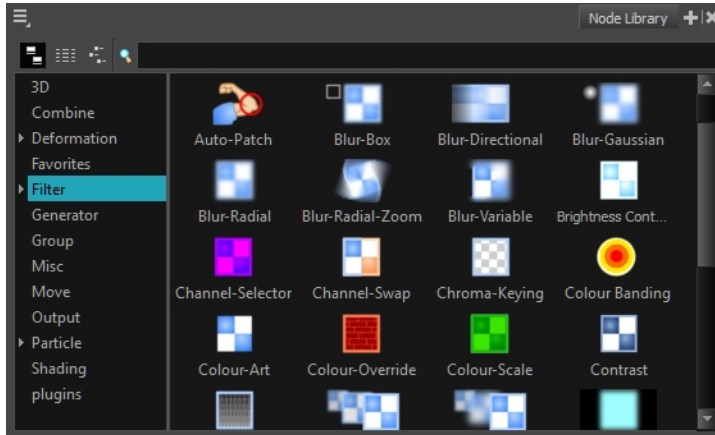 Node Library
3D
Combine
Deformation
Favorites
Filter
Generator
Group
Misc
Move
Output
Particle
Shading
plugins
Auto-Patch Blur-Box Blur-Directional Blur-Gaussian
Blur-Radial Blur-Radial-Zoom Blur-Variable Brightness Cont...
Channel-Selector Channel-Swap Chroma-Keying Colour Banding
Colour-Art Colour-Override Colour-Scale Contrast